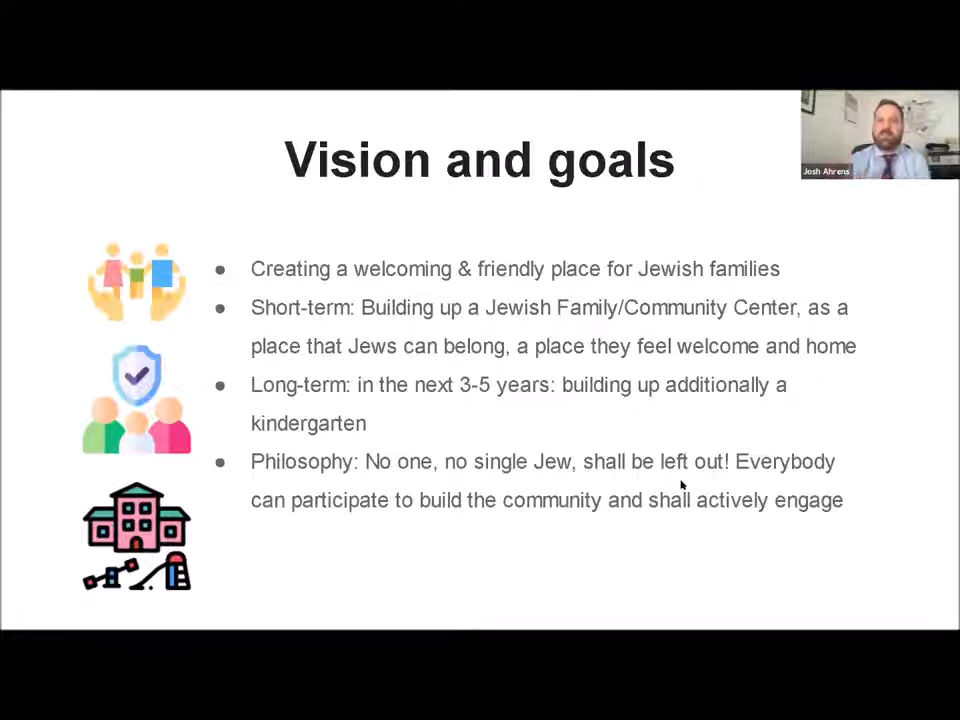 Vision and goals
Josh Ahrens
● Creating a welcoming & friendly place for Jewish families
● Short-term: Building up a Jewish Family/Community Center, as a
place that Jews can belong, a place they feel welcome and home
● Long-term: in the next 3-5 years: building up additionally a
kindergarten
● Philosophy: No one, no single Jew, shall be left out! Everybody
can participate to build the community and shall actively engage